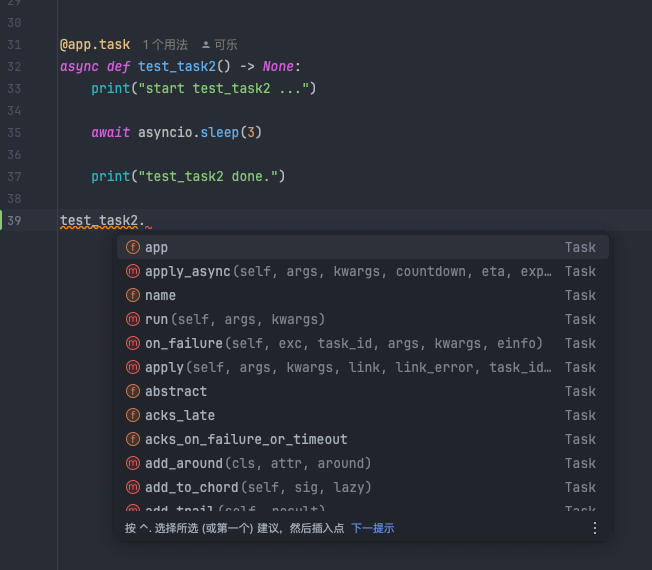 29
30
31 @app.task 1个用法 可乐
32 async def test_task2() -> None:
33 print("start test_task2 ...")
34
35 await asyncio.sleep(3)
36
37 print("test_task2 done.")
38
39 test_task2.
f app Task
m apply_async(self, args, kwargs, countdown, eta, exp… Task
f name Task
m run(self, args, kwargs) Task
m on_failure(self, exc, task_id, args, kwargs, einfo) Task
m apply(self, args, kwargs, link, link_error, task_id… Task
f abstract Task
f acks_late Task
f acks_on_failure_or_timeout Task
m add_around(cls, attr, around) Task
m add_to_chord(self, sig, lazy) Task
m add_trail(self, result) Task
按 ^. 选择所选 (或第一个) 建议，然后插入点 下一提示